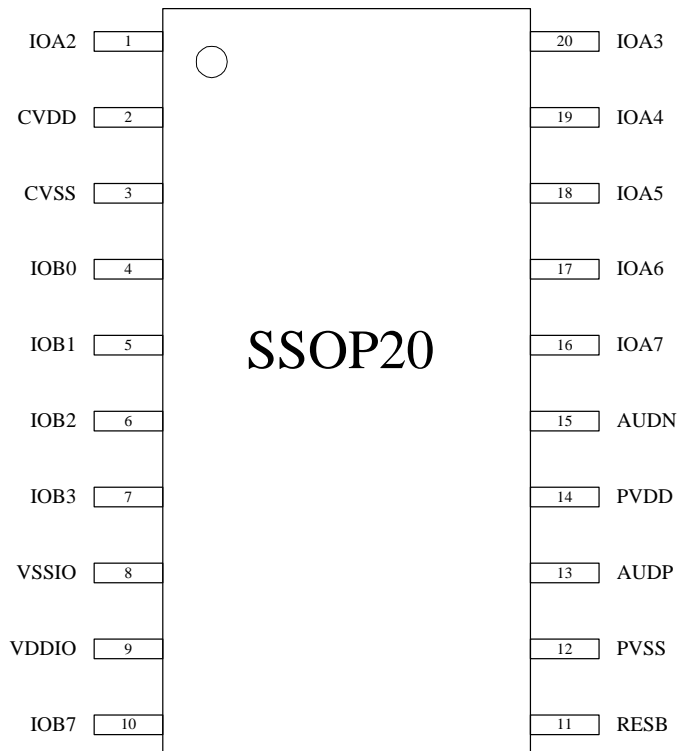 IOA2 1 20 IOA3
CVDD 2 19 IOA4
CVSS 3 18 IOA5
IOB0 4 17 IOA6
IOB1 5 SSOP20 16 IOA7
IOB2 6 15 AUDN
IOB3 7 14 PVDD
VSSIO 8 13 AUDP
VDDIO 9 12 PVSS
IOB7 10 11 RESB